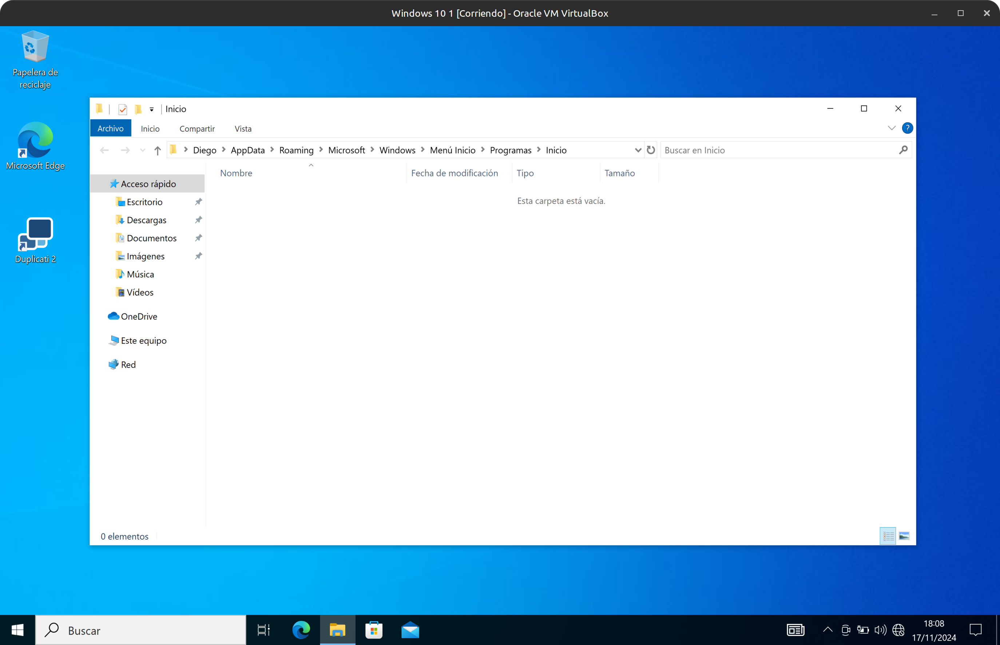 Windows 10 1 [Corriendo] - Oracle VM VirtualBox
Papelera de
reciclaje
Microsoft Edge
Duplicati 2
Inicio
Archivo Inicio Compartir Vista
?
Diego AppData Roaming Microsoft Windows Menú Inicio Programas Inicio
Buscar en Inicio
Nombre Fecha de modificación Tipo Tamaño
Esta carpeta está vacía.
Acceso rápido
Escritorio
Descargas
Documentos
Imágenes
Música
Vídeos
OneDrive
Este equipo
Red
0 elementos
Buscar
18:08
17/11/2024